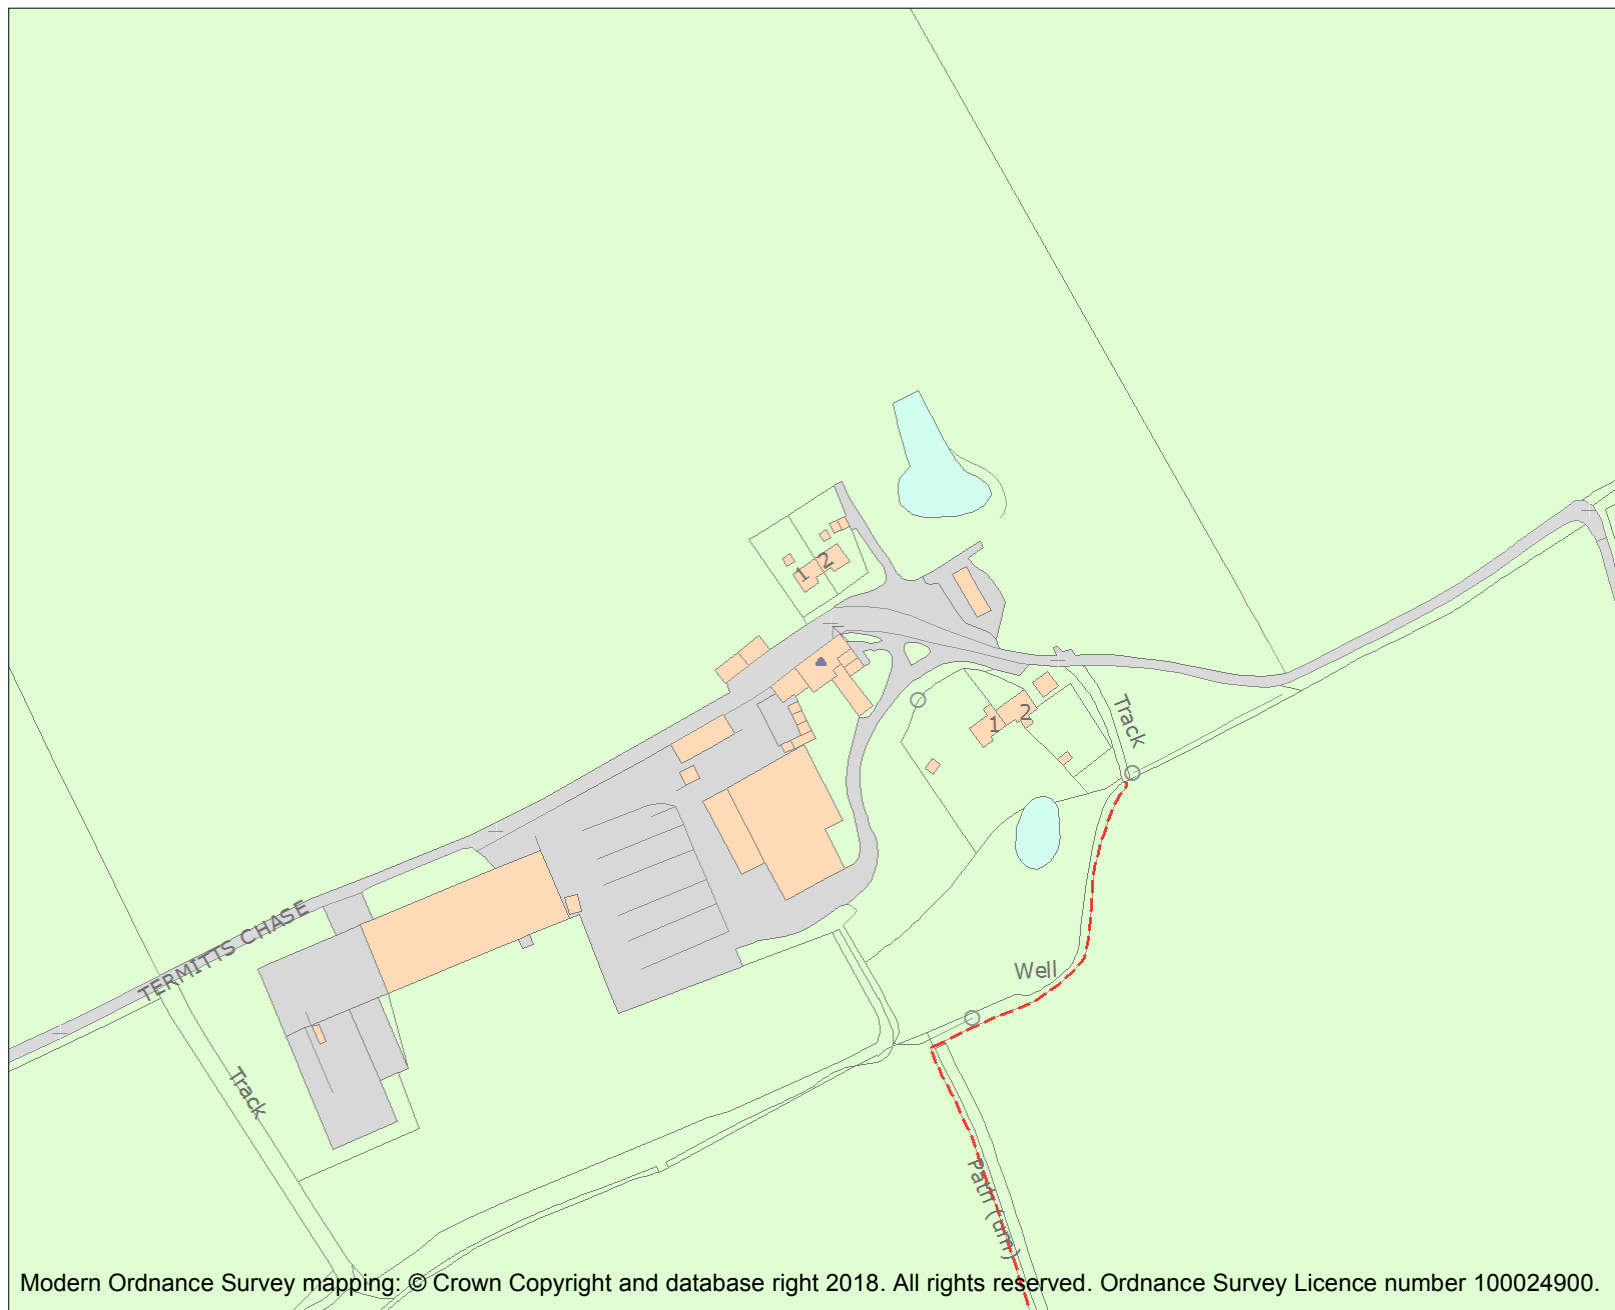 1 2
1 2
Track
TERMITTS CHASE
Well
Track
Path (um)
Modern Ordnance Survey mapping: © Crown Copyright and database right 2018. All rights reserved. Ordnance Survey Licence number 100024900.